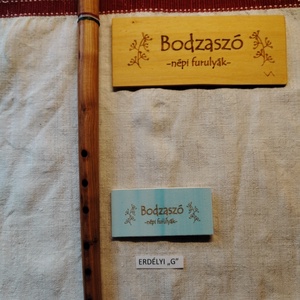 Bodzaszó
-népi furulyák-
Bodzaszó
-népi furulyák-
ERDÉLYI „G"